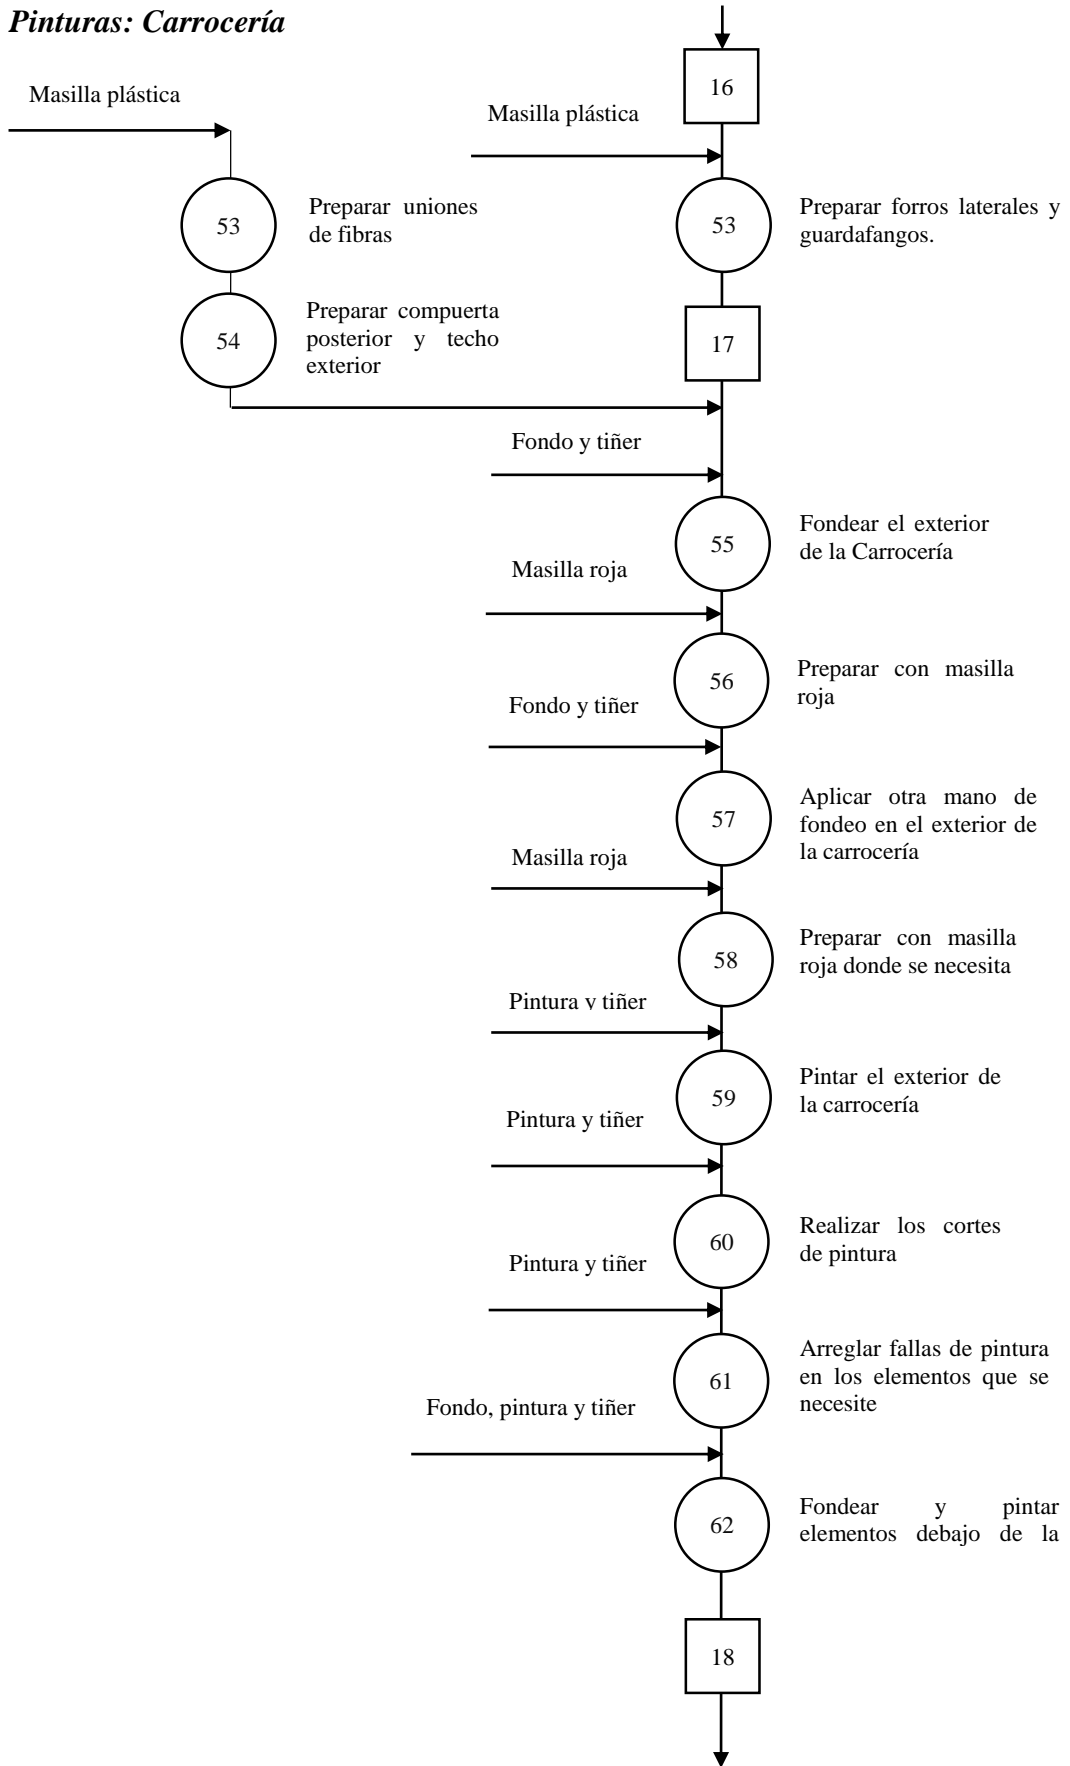 Pinturas: Carrocería
16
Masilla plástica
Masilla plástica
53
Preparar uniones
de fibras
53
Preparar forros laterales y
guardafangos.
54
Preparar compuerta
posterior y techo
exterior
17
Fondo y tiñer
55
Fondear el exterior
de la Carrocería
Masilla roja
56
Preparar con masilla
roja
Fondo y tiñer
57
Aplicar otra mano de
fondeo en el exterior de
la carrocería
Masilla roja
58
Preparar con masilla
roja donde se necesita
Pintura y tiñer
59
Pintar el exterior de
la carrocería
Pintura y tiñer
60
Realizar los cortes
de pintura
Pintura y tiñer
61
Arreglar fallas de pintura
en los elementos que se
necesite
Fondo, pintura y tiñer
62
Fondear y pintar
elementos debajo de la
18